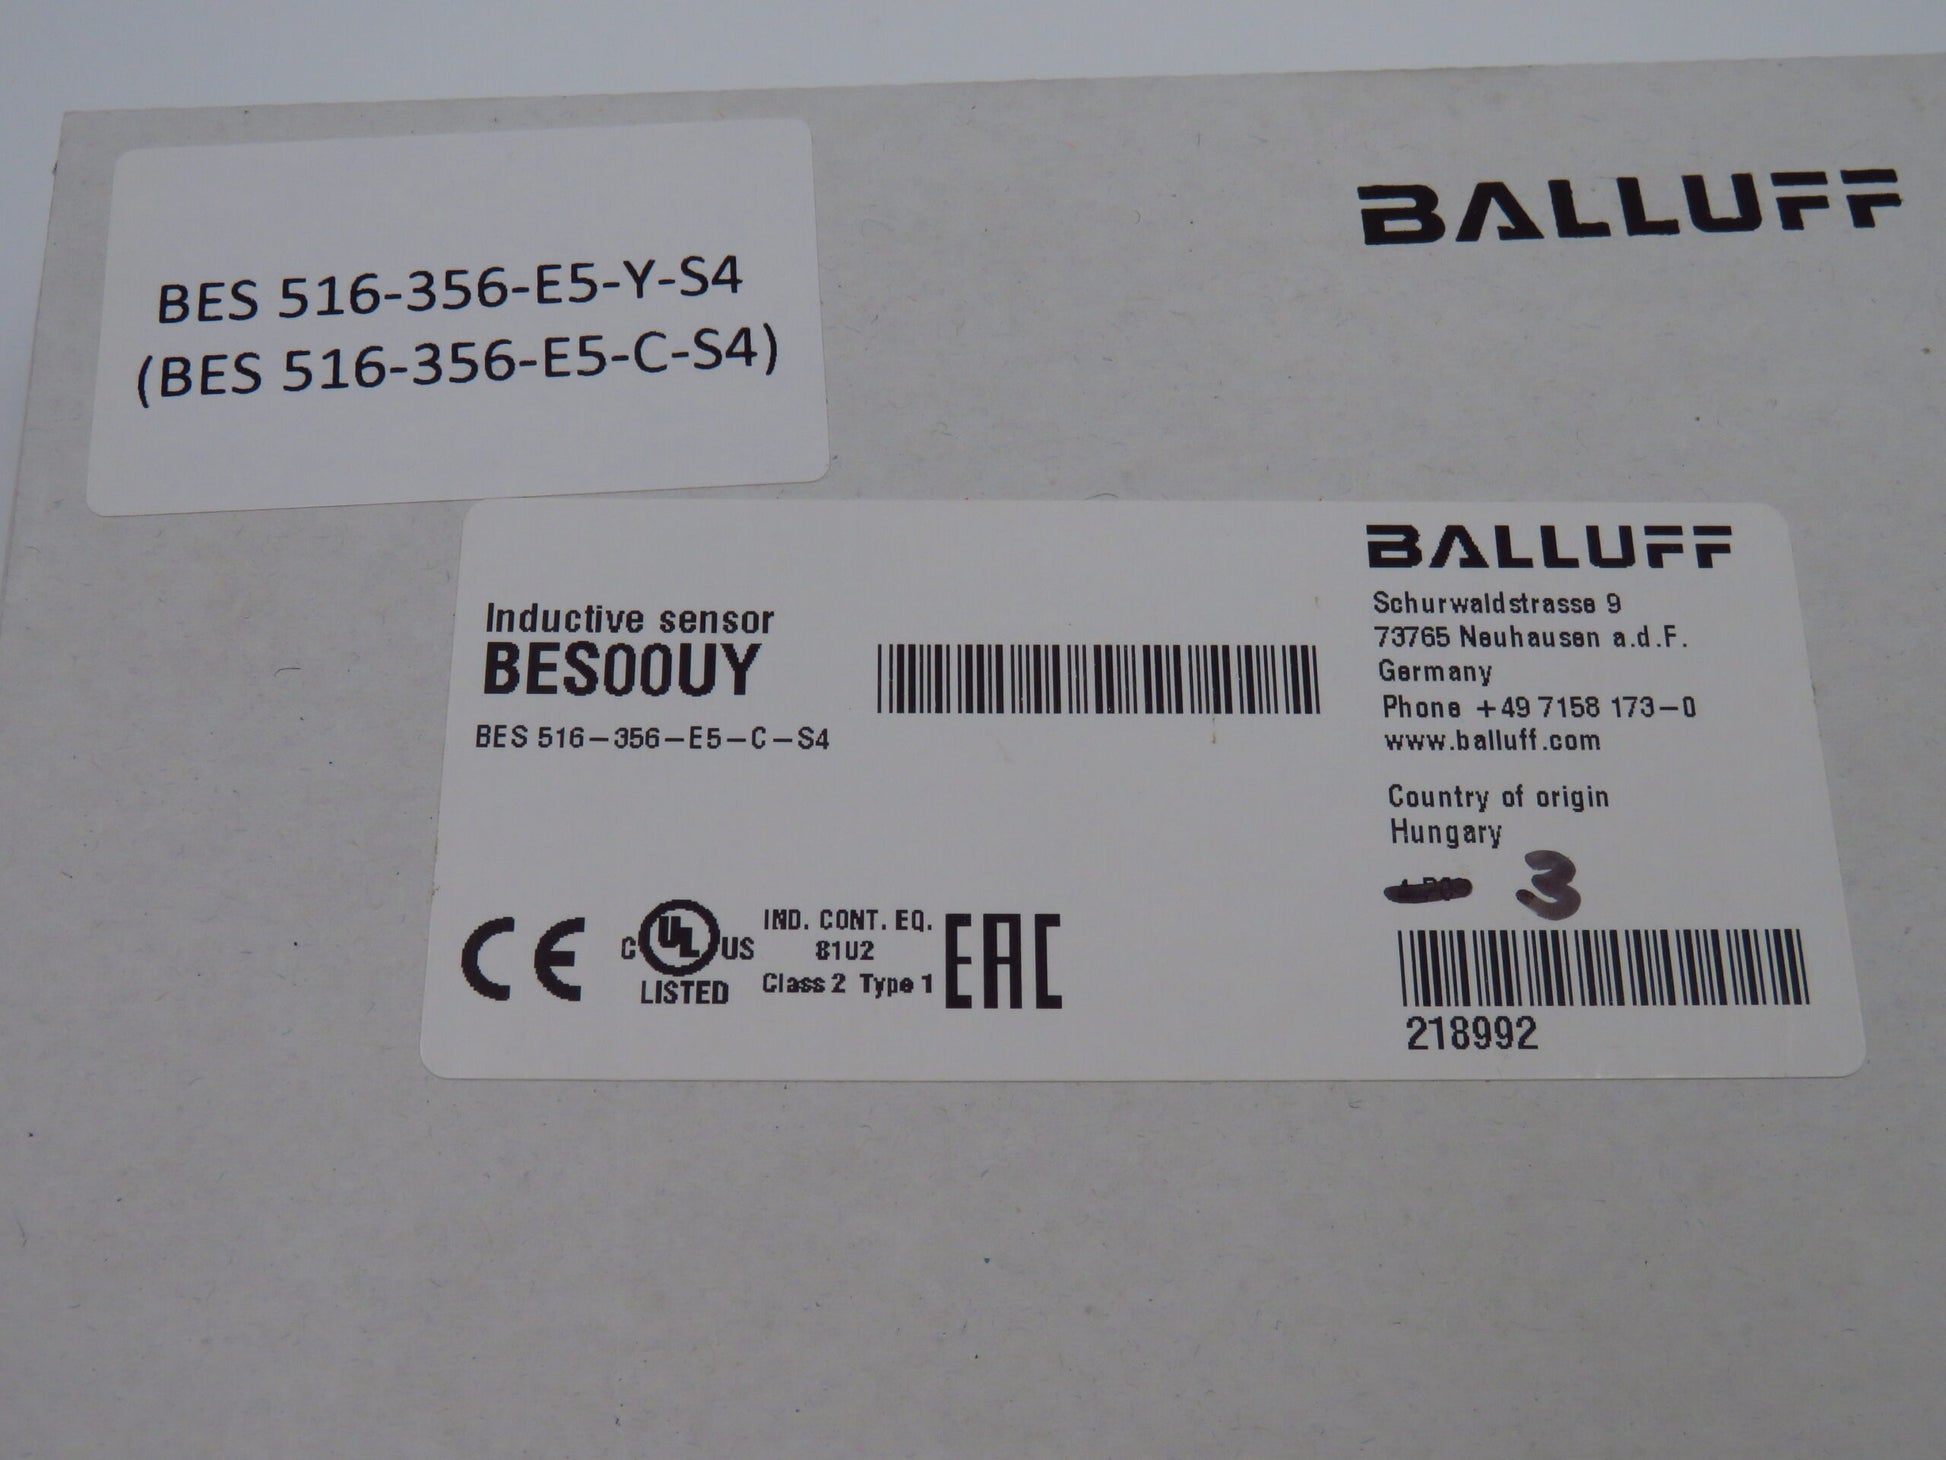 BALLUFF
BES 516-356-E5-Y-S4
(BES 516-356-E5-C-S4)
Inductive sensor
BES00UY
BES 516-356-E5-C-S4
BALLUFF
Schurwaldstrasse 9
73765 Neuhausen a.d.F.
Germany
Phone +49 7158 173-0
www.balluff.com
Country of origin
Hungary
3
CE
C UL US
LISTED
IND. CONT. EQ.
81U2
Class 2 Type 1
EAC
218992